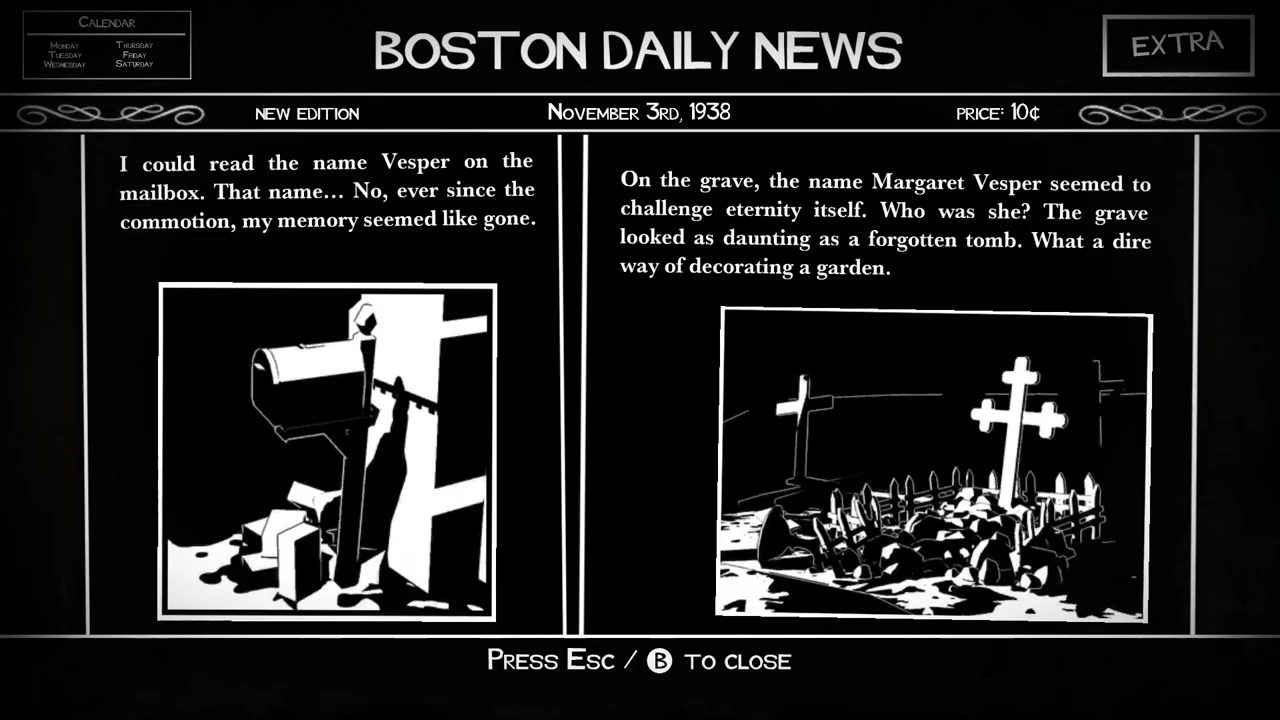 CALENDAR
MONDAY THURSDAY
TUESDAY FRIDAY
WEDNESDAY SATURDAY
BOSTON DAILY NEWS
EXTRA
NEW EDITION
NOVEMBER 3RD, 1938
PRICE: 10¢
I could read the name Vesper on the
mailbox. That name... No, ever since the
commotion, my memory seemed like gone.
On the grave, the name Margaret Vesper seemed to
challenge eternity itself. Who was she? The grave
looked as daunting as a forgotten tomb. What a dire
way of decorating a garden.
PRESS ESC / B TO CLOSE